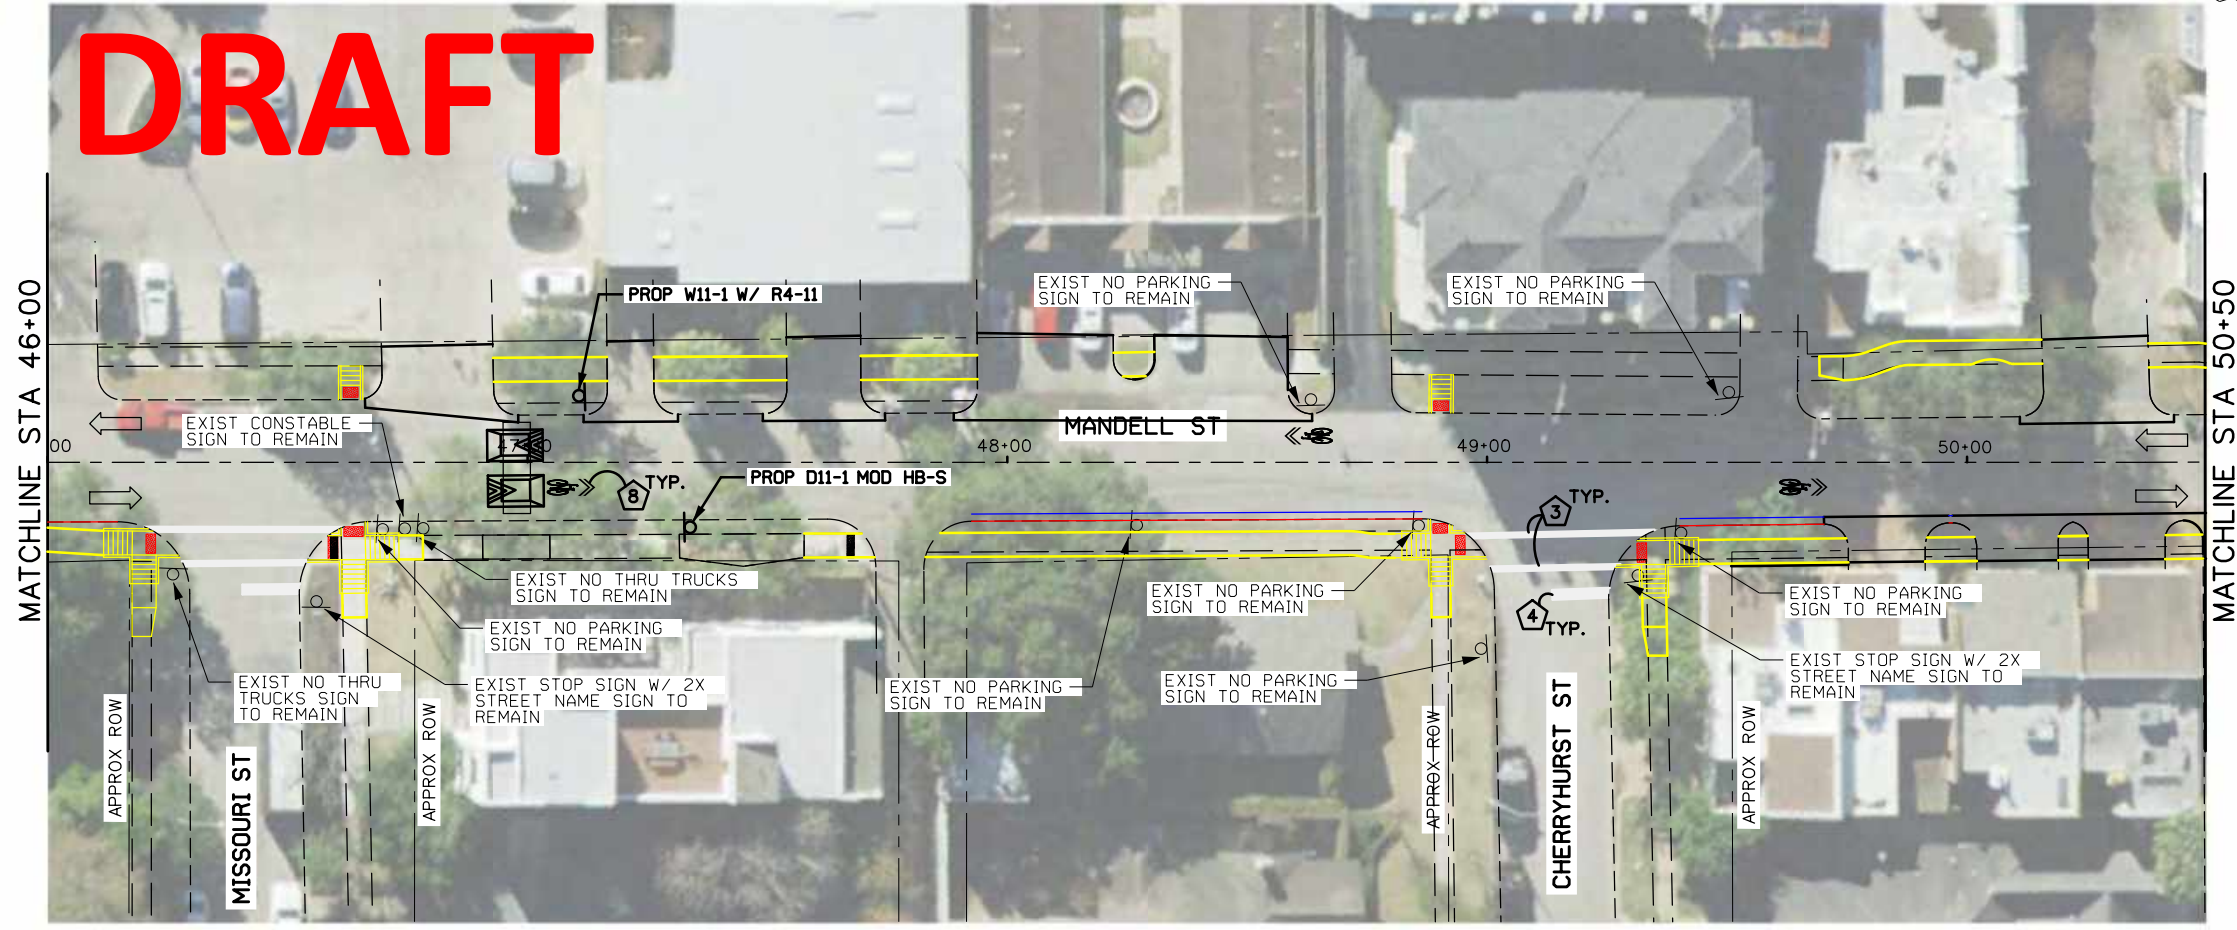 DRAFT
MATCHLINE STA 46+00
MATCHLINE STA 50+50
PROP W11-1 W/ R4-11
EXIST NO PARKING
SIGN TO REMAIN
EXIST NO PARKING
SIGN TO REMAIN
EXIST CONSTABLE
SIGN TO REMAIN
MANDELL ST
00
48+00
49+00
50+00
PROP D11-1 MOD HB-S
8
TYP.
3
TYP.
4
TYP.
EXIST NO THRU TRUCKS
SIGN TO REMAIN
EXIST NO PARKING
SIGN TO REMAIN
EXIST NO PARKING
SIGN TO REMAIN
EXIST NO PARKING
SIGN TO REMAIN
EXIST NO THRU
TRUCKS SIGN
TO REMAIN
EXIST STOP SIGN W/ 2X
STREET NAME SIGN TO
REMAIN
EXIST NO PARKING
SIGN TO REMAIN
EXIST NO PARKING
SIGN TO REMAIN
EXIST STOP SIGN W/ 2X
STREET NAME SIGN TO
REMAIN
APPROX ROW
MISSOURI ST
APPROX ROW
APPROX ROW
CHERRYHURST ST
APPROX ROW